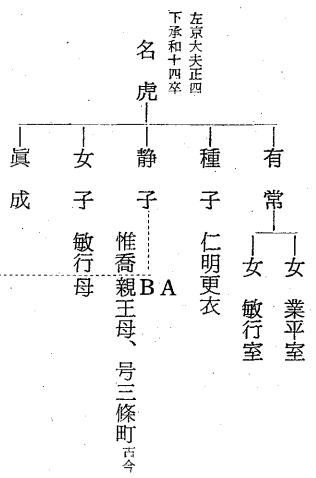 左京大夫正四
下承和十四卒
名虎
有常
女 業平室
女 敏行室
種子 仁明更衣
静子
惟喬親王母、号三條町 古今
A
B
女子 敏行母
眞成